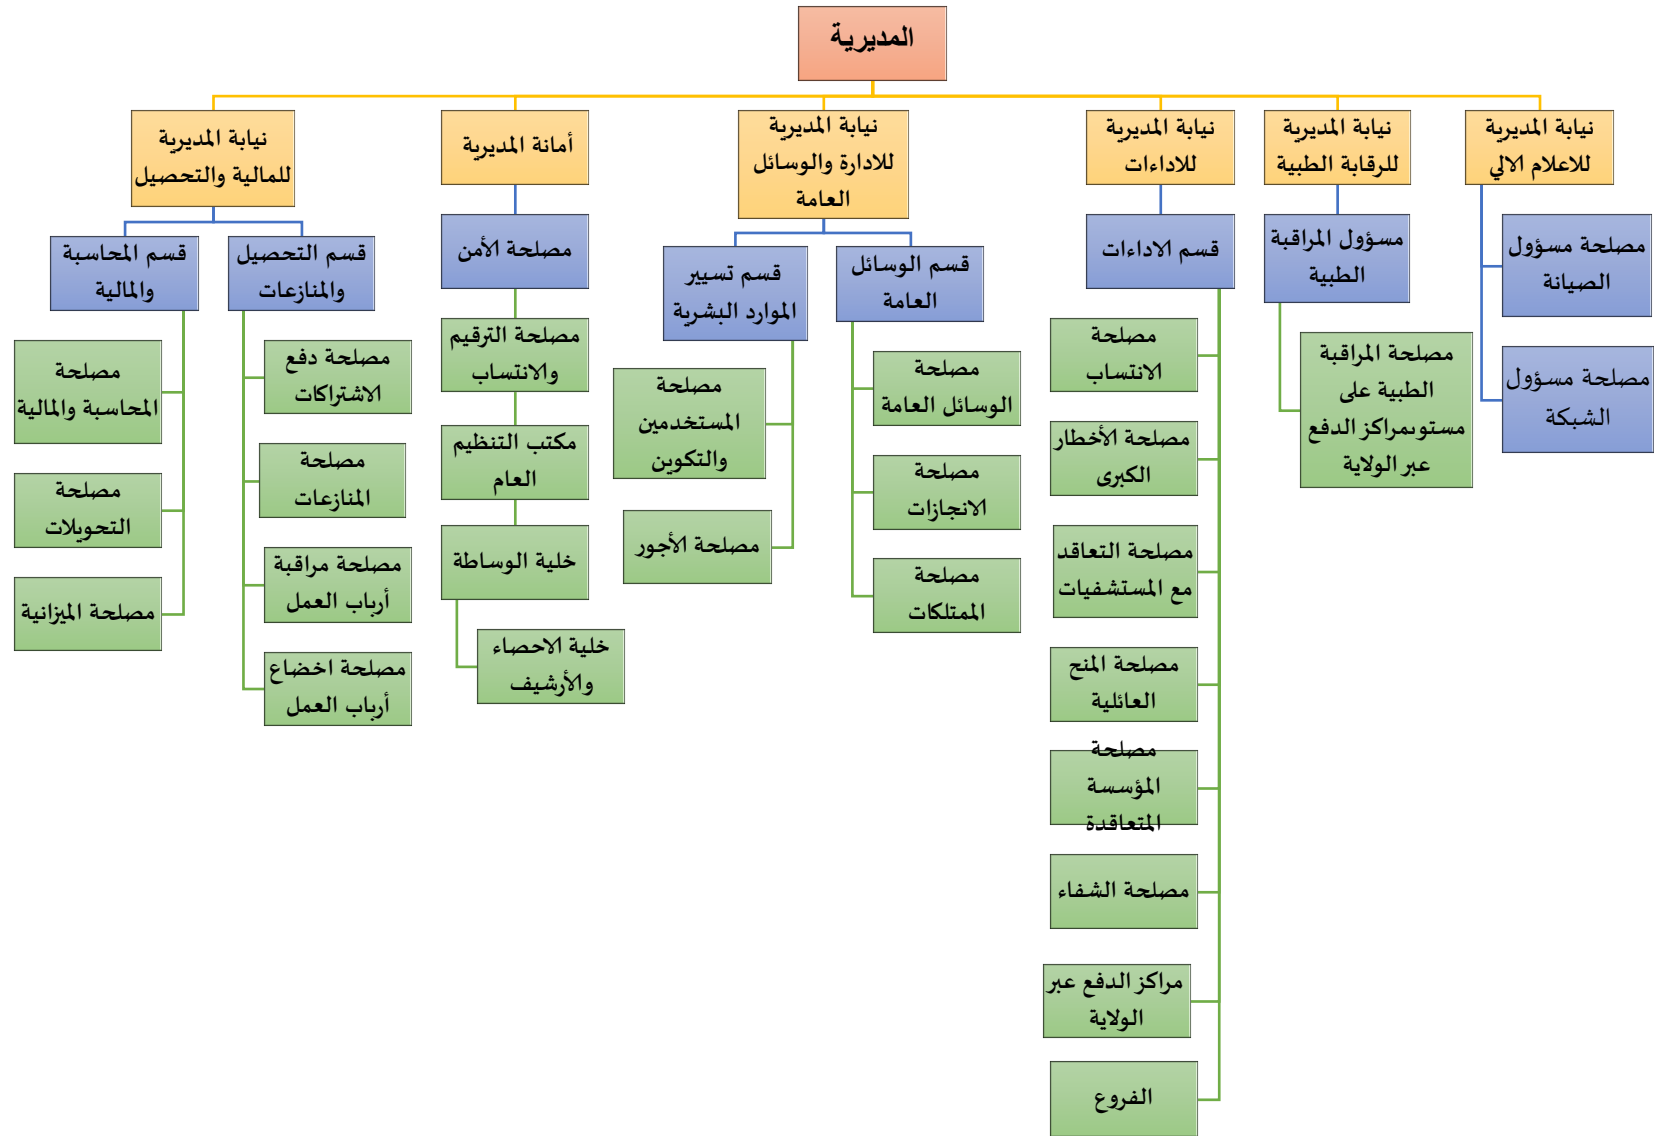 المديرية
نيابة المديرية
للاعلام الالي
مصلحة مسؤول
الصيانة
مصلحة مسؤول
الشبكة
نيابة المديرية
للرقابة الطبية
مسؤول المراقبة
الطبية
مصلحة المراقبة
الطبية على
مستوىمراكز الدفع
عبر الولاية
نيابة المديرية
للاداءات
قسم الاداءات
مصلحة
الانتساب
مصلحة الأخطار
الكبرى
مصلحة التعاقد
مع المستشفيات
مصلحة المنح
العائلية
مصلحة
المؤسسة
المتعاقدة
مصلحة الشفاء
مراكز الدفع عبر
الولاية
الفروع
نيابة المديرية
للادارة والوسائل
العامة
قسم الوسائل
العامة
مصلحة
الوسائل العامة
مصلحة
الانجازات
مصلحة
الممتلكات
قسم تسيير
الموارد البشرية
مصلحة
المستخدمين
والتكوين
مصلحة الأجور
أمانة المديرية
مصلحة الأمن
مصلحة الترقيم
والانتساب
مكتب التنظيم
العام
خلية الوساطة
خلية الاحصاء
والأرشيف
نيابة المديرية
للمالية والتحصيل
قسم التحصيل
والمنازعات
مصلحة دفع
الاشتراكات
مصلحة
المنازعات
مصلحة مراقبة
أرباب العمل
مصلحة اخضاع
أرباب العمل
قسم المحاسبة
والمالية
مصلحة
المحاسبة والمالية
مصلحة
التحويلات
مصلحة الميزانية